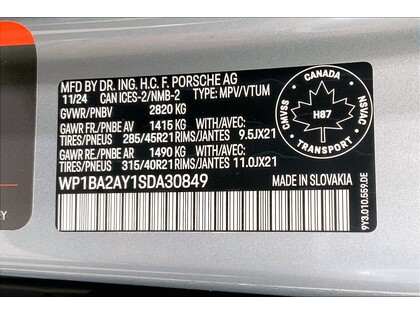 MFD BY DR. ING. H.C. F. PORSCHE AG
11/24 CAN ICES-2/NMB-2 TYPE: MPV/VTUM
GVWR/PNBV 2820 KG
GAWR FR/PNBE AV 1415 KG WITH/AVEC:
TIRES/PNEUS 285/45R21 RIMS/JANTES 9.5JX21
GAWR RR/PNBE AR 1490 KG WITH/AVEC:
TIRES/PNEUS 315/40R21 RIMS/JANTES 11.0JX21
WP1BA2AY1SDA30849 MADE IN SLOVAKIA
CANADA
CMVSS
H87
NSVAC
TRANSPORT
9Y3.010.559.DE
EY